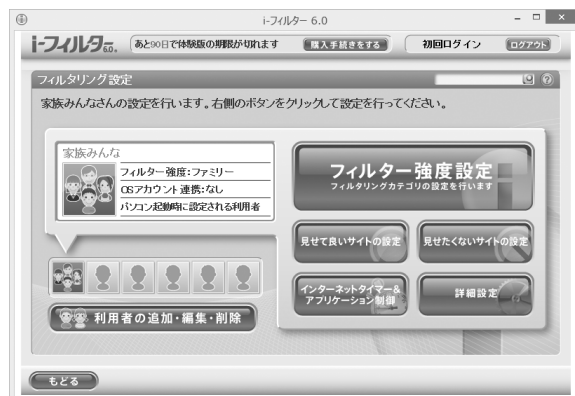 i-フィルター 6.0
i-フィルター6.0. あと90日で体験版の期限が切れます 購入手続きをする 初回ログイン ログアウト
フィルタリング設定
家族みんなさんの設定を行います。右側のボタンをクリックして設定を行ってください。
家族みんな
フィルター強度:ファミリー
OSアカウント連携:なし
パソコン起動時に設定される利用者
利用者の追加・編集・削除
フィルター強度設定
フィルタリングカテゴリの設定を行います
見せて良いサイトの設定 見せたくないサイトの設定
インターネットタイマー&
アプリケーション制御
詳細設定
もどる